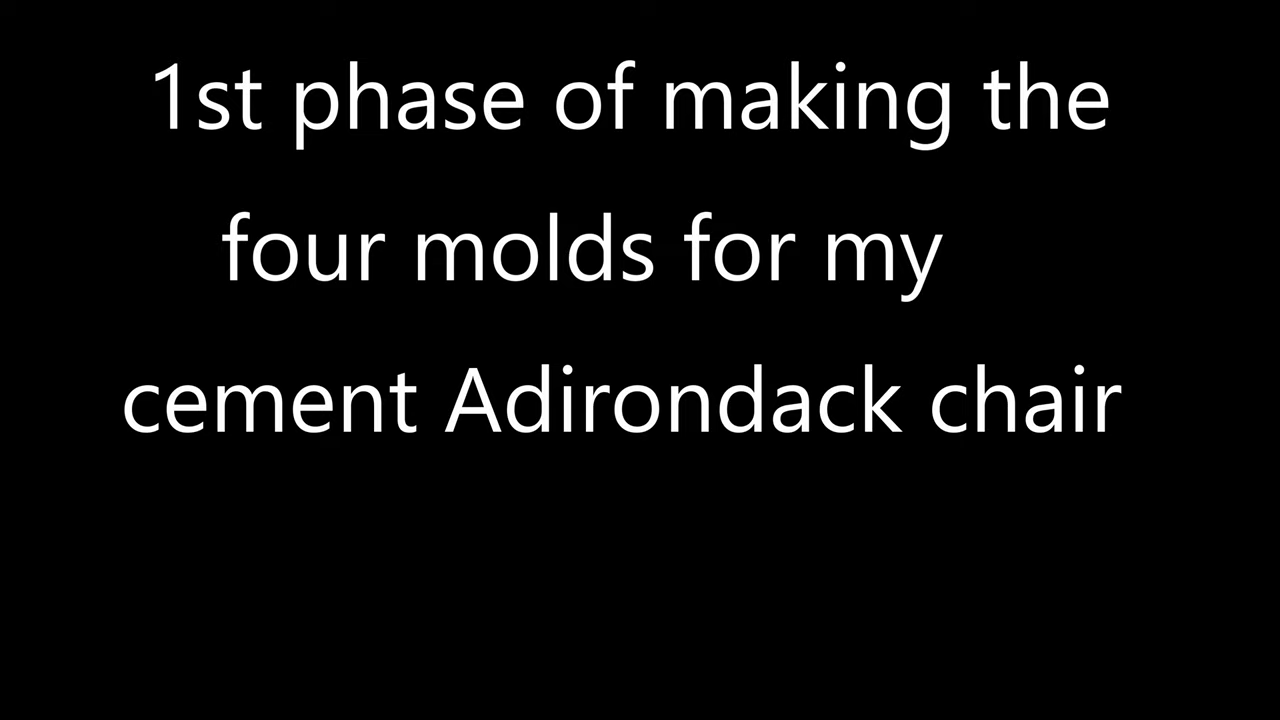 1st phase of making the
four molds for my
cement Adirondack chair